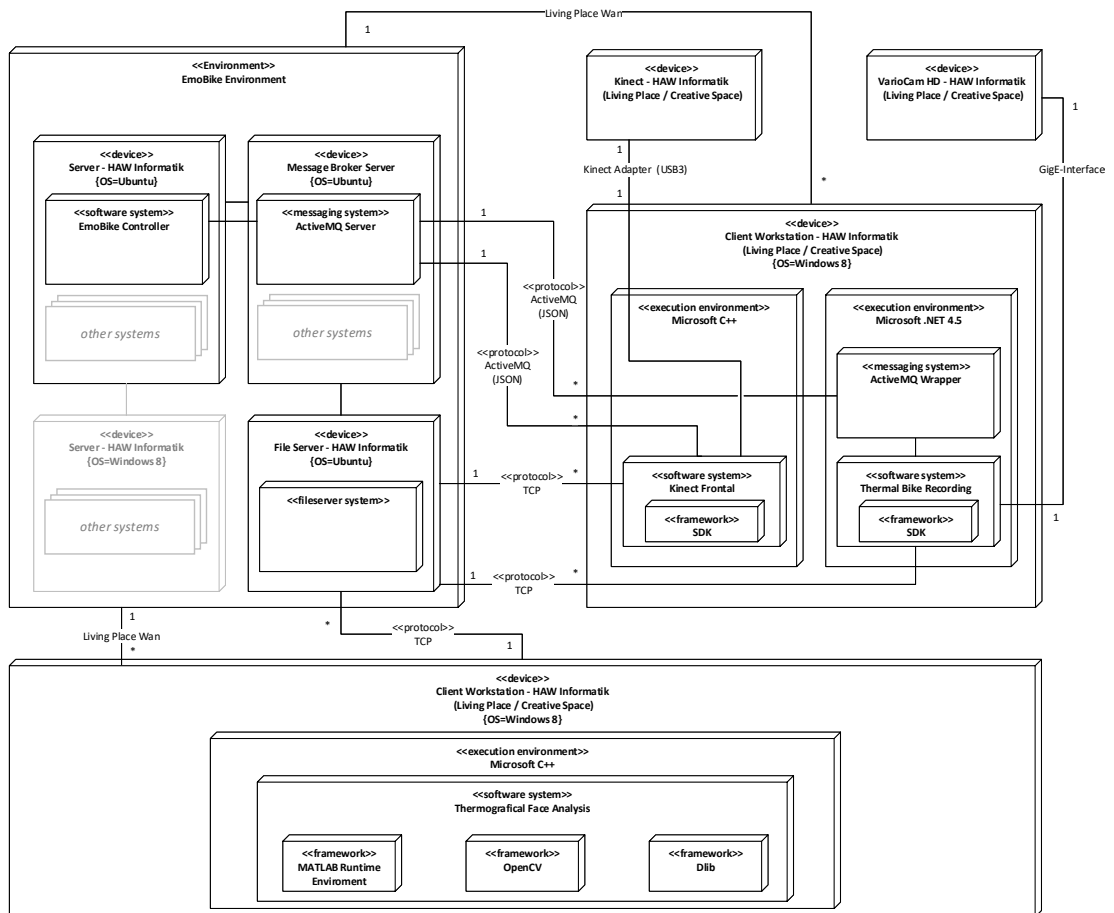 Living Place Wan
1
<<Environment>>
EmoBike Environment
<<device>>
Server - HAW Informatik
{OS=Ubuntu}
<<software system>>
EmoBike Controller
other systems
<<device>>
Message Broker Server
{OS=Ubuntu}
<<messaging system>>
ActiveMQ Server
other systems
<<device>>
Server - HAW Informatik
{OS=Windows 8}
other systems
<<device>>
File Server - HAW Informatik
{OS=Ubuntu}
<<fileserver system>>
<<device>>
Kinect - HAW Informatik
(Living Place / Creative Space)
1
Kinect Adapter (USB3)
1
<<device>>
VarioCam HD - HAW Informatik
(Living Place / Creative Space)
1
GigE-Interface
1
*
1
<<protocol>>
ActiveMQ
(JSON)
*
1
<<protocol>>
ActiveMQ
(JSON)
*
1
<<protocol>>
TCP
*
1
<<protocol>>
TCP
*
<<device>>
Client Workstation - HAW Informatik
(Living Place / Creative Space)
{OS=Windows 8}
<<execution environment>>
Microsoft C++
<<software system>>
Kinect Frontal
<<framework>>
SDK
<<execution environment>>
Microsoft .NET 4.5
<<messaging system>>
ActiveMQ Wrapper
<<software system>>
Thermal Bike Recording
<<framework>>
SDK
1
Living Place Wan
*
*
<<protocol>>
TCP
1
<<device>>
Client Workstation - HAW Informatik
(Living Place / Creative Space)
{OS=Windows 8}
<<execution environment>>
Microsoft C++
<<software system>>
Thermografical Face Analysis
<<framework>>
MATLAB Runtime
Enviroment
<<framework>>
OpenCV
<<framework>>
Dlib